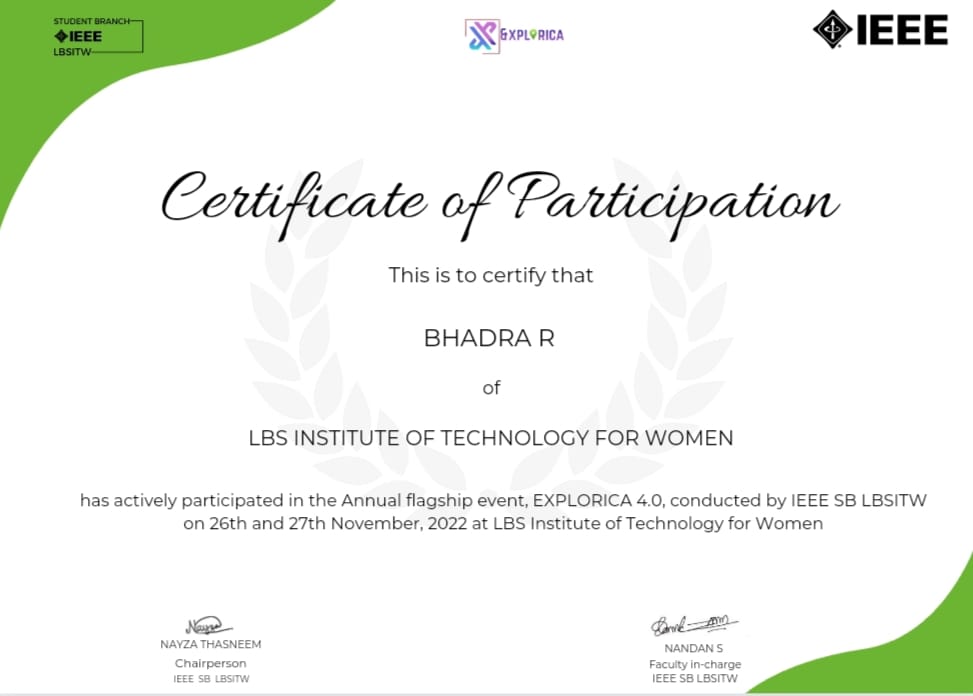 STUDENT BRANCH
IEEE
LBSITW
EXPLORICA
IEEE
Certificate of Participation
This is to certify that
BHADRA R
of
LBS INSTITUTE OF TECHNOLOGY FOR WOMEN
has actively participated in the Annual flagship event, EXPLORICA 4.0, conducted by IEEE SB LBSITW
on 26th and 27th November, 2022 at LBS Institute of Technology for Women
Nayza
NAYZA THASNEEM
Chairperson
IEEE SB LBSITW
NANDAN S
Faculty in-charge
IEEE SB LBSITW